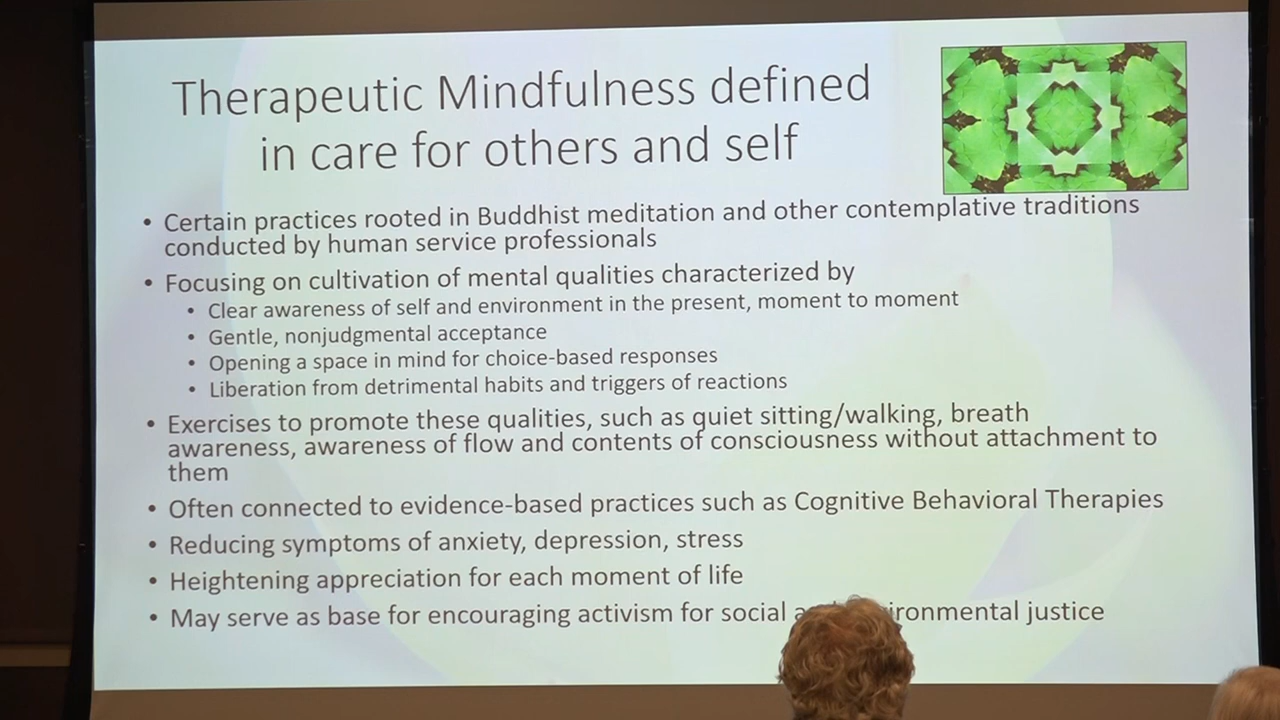 Therapeutic Mindfulness defined
in care for others and self
• Certain practices rooted in Buddhist meditation and other contemplative traditions
conducted by human service professionals
• Focusing on cultivation of mental qualities characterized by
• Clear awareness of self and environment in the present, moment to moment
• Gentle, nonjudgmental acceptance
• Opening a space in mind for choice-based responses
• Liberation from detrimental habits and triggers of reactions
• Exercises to promote these qualities, such as quiet sitting/walking, breath
awareness, awareness of flow and contents of consciousness without attachment to
them
• Often connected to evidence-based practices such as Cognitive Behavioral Therapies
• Reducing symptoms of anxiety, depression, stress
• Heightening appreciation for each moment of life
• May serve as base for encouraging activism for social justice